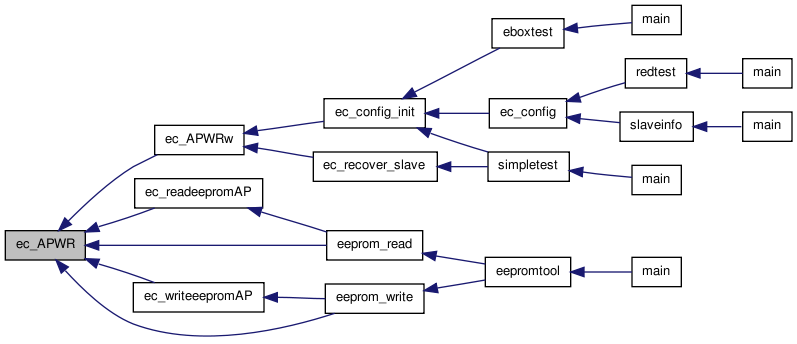 eboxtest
main
redtest
main
ec_config_init
ec_config
slaveinfo
main
ec_APWRw
ec_recover_slave
simpletest
main
ec_readeepromAP
ec_APWR
eeprom_read
eepromtool
main
ec_writeeepromAP
eeprom_write